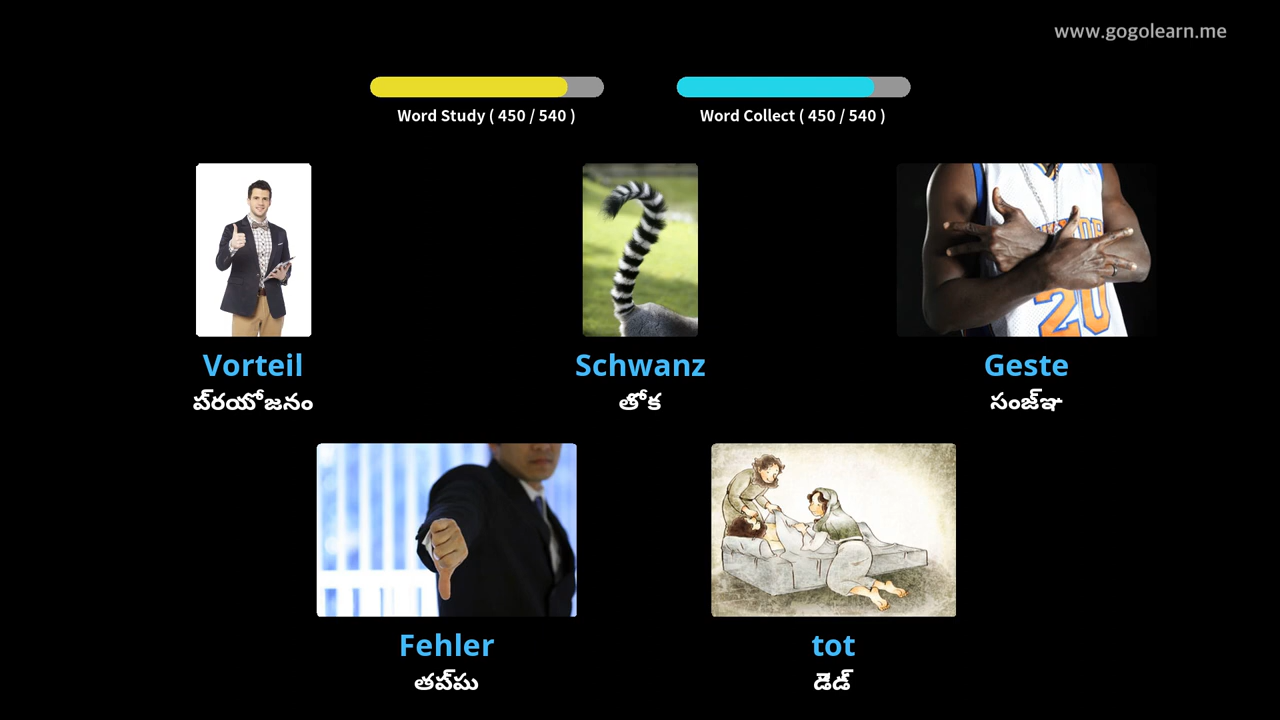 www.gogolearn.me
Word Study ( 450 / 540 )
Word Collect ( 450 / 540 )
Vorteil
Schwanz
Geste
ప్రయోజనం
తోక
సంజ్ఞ
Fehler
tot
తప్పు
డెడ్